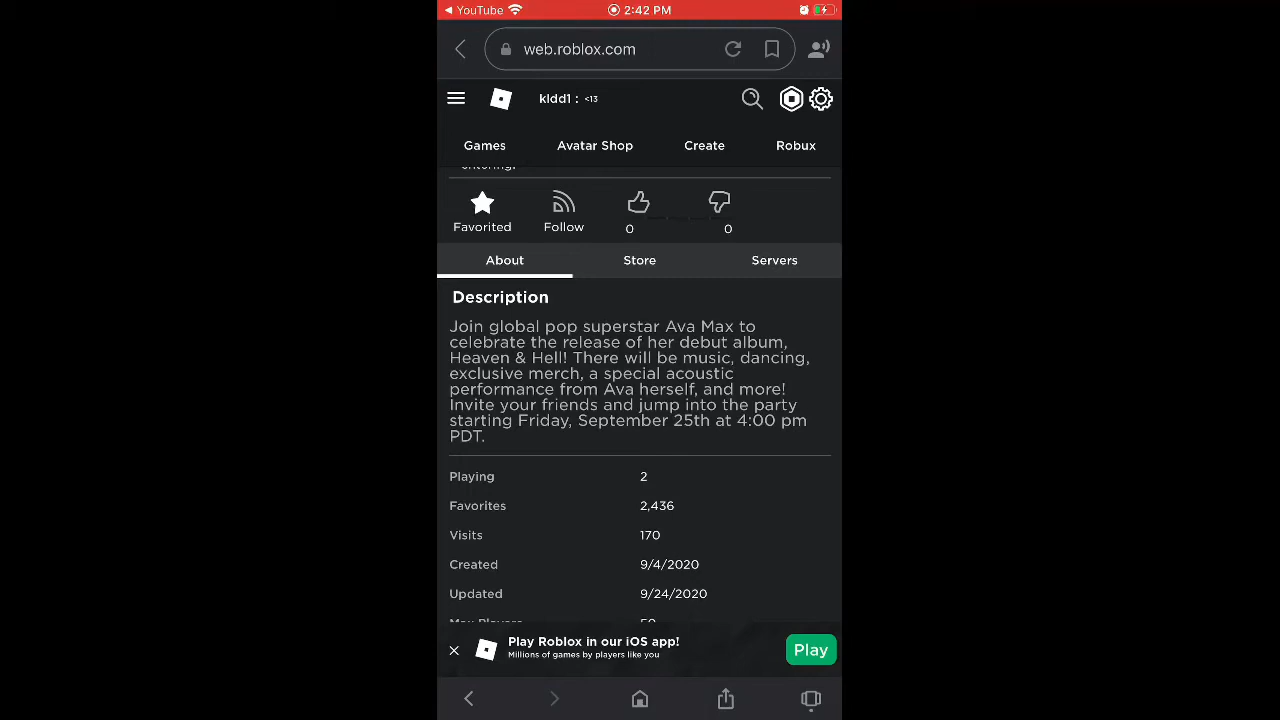 YouTube
2:42 PM
web.roblox.com
kldd1 : <13
Games
Avatar Shop
Create
Robux
entering.
Favorited
Follow
0
0
About
Store
Servers
Description
Join global pop superstar Ava Max to
celebrate the release of her debut album,
Heaven & Hell! There will be music, dancing,
exclusive merch, a special acoustic
performance from Ava herself, and more!
Invite your friends and jump into the party
starting Friday, September 25th at 4:00 pm
PDT.
Playing 2
Favorites 2,436
Visits 170
Created 9/4/2020
Updated 9/24/2020
Max Players 50
Play Roblox in our iOS app!
Millions of games by players like you
Play